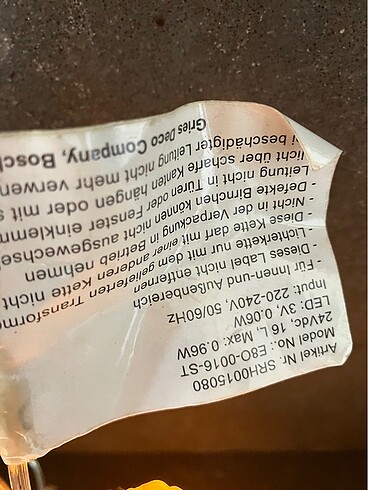 Artikel Nr. SRH0015080
Model No.: E8O-0016-ST
24Vdc, 16 L, Max: 0.96W
LED: 3V, 0.06W
Input: 220-240V, 50/60Hz
- Für Innen-und Außenbereich
- Dieses Label nicht entfernen
- Lichterkette nur mit dem gelieferten Transform
- Diese Kette darf mit einer anderen Kette nicht
- Nicht in der Verpackung in Betrieb nehmen
- Defekte Birnchen können nicht ausgewechse
Leitung nicht in Türen oder Fenster einklemm
nicht über scharfe Kanten hängen oder mit s
i beschädigter Leitung nicht mehr verwen
Gries Deco Company, Bosch